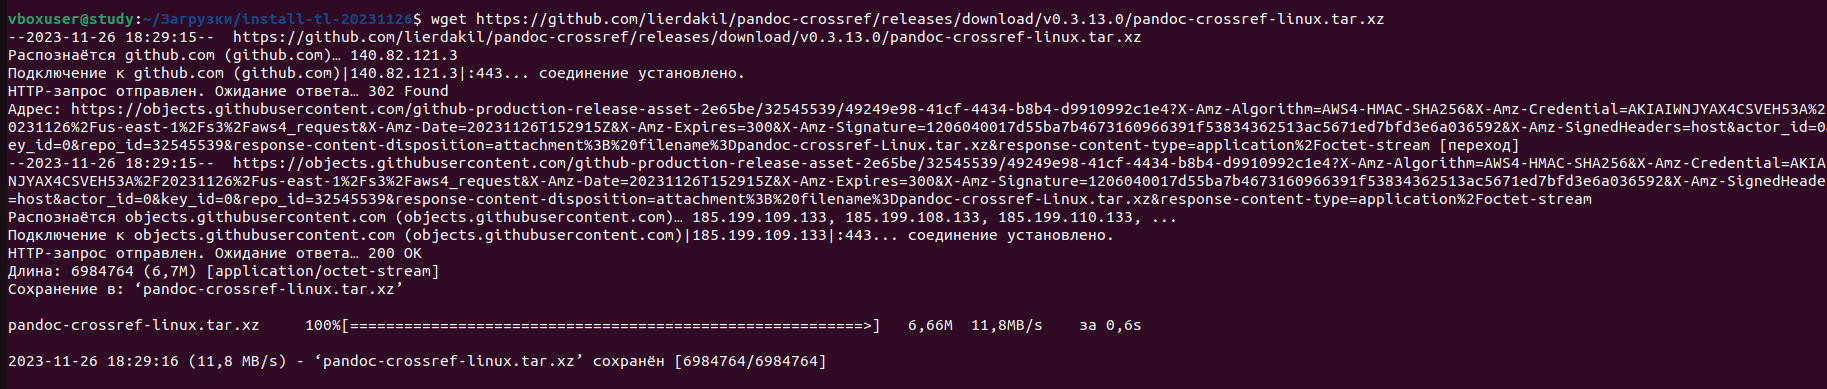 vboxuser@study:~/Загрузки/install-tl-20231126$ wget https://github.com/lierdakil/pandoc-crossref/releases/download/v0.3.13.0/pandoc-crossref-linux.tar.xz
--2023-11-26 18:29:15--  https://github.com/lierdakil/pandoc-crossref/releases/download/v0.3.13.0/pandoc-crossref-linux.tar.xz
Распознаётся github.com (github.com)… 140.82.121.3
Подключение к github.com (github.com)|140.82.121.3|:443... соединение установлено.
HTTP-запрос отправлен. Ожидание ответа… 302 Found
Адрес: https://objects.githubusercontent.com/github-production-release-asset-2e65be/32545539/49249e98-41cf-4434-b8b4-d9910992c1e4?X-Amz-Algorithm=AWS4-HMAC-SHA256&X-Amz-Credential=AKIAIWNJYAX4CSVEH53A%2
0231126%2Fus-east-1%2Fs3%2Faws4_request&X-Amz-Date=20231126T152915Z&X-Amz-Expires=300&X-Amz-Signature=1206040017d55ba7b4673160966391f53834362513ac5671ed7bfd3e6a036592&X-Amz-SignedHeaders=host&actor_id=0&
ey_id=0&repo_id=32545539&response-content-disposition=attachment%3B%20filename%3Dpandoc-crossref-Linux.tar.xz&response-content-type=application%2Foctet-stream [переход]
--2023-11-26 18:29:15--  https://objects.githubusercontent.com/github-production-release-asset-2e65be/32545539/49249e98-41cf-4434-b8b4-d9910992c1e4?X-Amz-Algorithm=AWS4-HMAC-SHA256&X-Amz-Credential=AKIA
NJYAX4CSVEH53A%2F20231126%2Fus-east-1%2Fs3%2Faws4_request&X-Amz-Date=20231126T152915Z&X-Amz-Expires=300&X-Amz-Signature=1206040017d55ba7b4673160966391f53834362513ac5671ed7bfd3e6a036592&X-Amz-SignedHeade
=host&actor_id=0&key_id=0&repo_id=32545539&response-content-disposition=attachment%3B%20filename%3Dpandoc-crossref-Linux.tar.xz&response-content-type=application%2Foctet-stream
Распознаётся objects.githubusercontent.com (objects.githubusercontent.com)… 185.199.109.133, 185.199.108.133, 185.199.110.133, ...
Подключение к objects.githubusercontent.com (objects.githubusercontent.com)|185.199.109.133|:443... соединение установлено.
HTTP-запрос отправлен. Ожидание ответа… 200 OK
Длина: 6984764 (6,7M) [application/octet-stream]
Сохранение в: ‘pandoc-crossref-linux.tar.xz’
pandoc-crossref-linux.tar.xz     100%[=========================================================>]   6,66M  11,8MB/s    за 0,6s
2023-11-26 18:29:16 (11,8 MB/s) - ‘pandoc-crossref-linux.tar.xz’ сохранён [6984764/6984764]